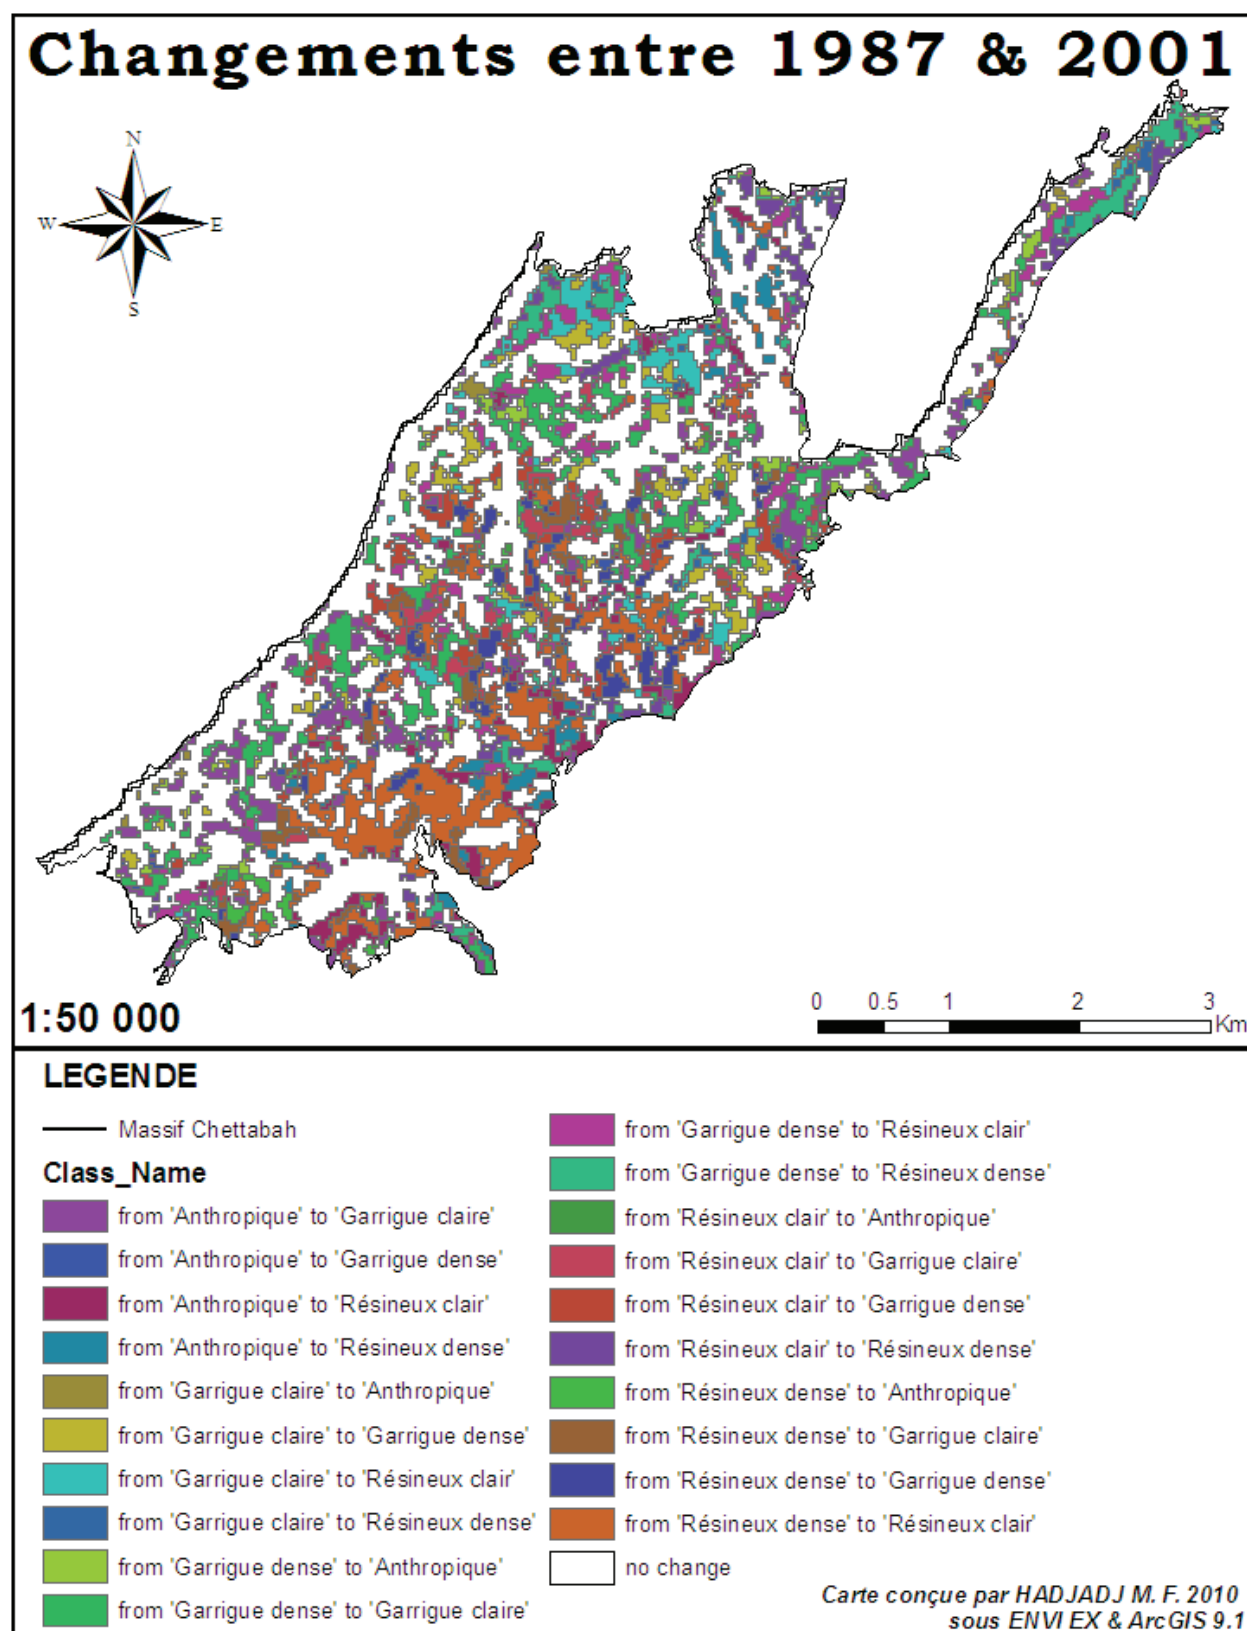 Changements entre 1987 & 2001
N
W
E
S
1:50 000
0 0.5 1 2 3
Km
LEGENDE
Massif Chettabah
Class_Name
from 'Anthropique' to 'Garrigue claire'
from 'Anthropique' to 'Garrigue dense'
from 'Anthropique' to 'Résineux clair'
from 'Anthropique' to 'Résineux dense'
from 'Garrigue claire' to 'Anthropique'
from 'Garrigue claire' to 'Garrigue dense'
from 'Garrigue claire' to 'Résineux clair'
from 'Garrigue claire' to 'Résineux dense'
from 'Garrigue dense' to 'Anthropique'
from 'Garrigue dense' to 'Garrigue claire'
from 'Garrigue dense' to 'Résineux clair'
from 'Garrigue dense' to 'Résineux dense'
from 'Résineux clair' to 'Anthropique'
from 'Résineux clair' to 'Garrigue claire'
from 'Résineux clair' to 'Garrigue dense'
from 'Résineux clair' to 'Résineux dense'
from 'Résineux dense' to 'Anthropique'
from 'Résineux dense' to 'Garrigue claire'
from 'Résineux dense' to 'Garrigue dense'
from 'Résineux dense' to 'Résineux clair'
no change
Carte conçue par HADJADJ M. F. 2010
sous ENVI EX & ArcGIS 9.1